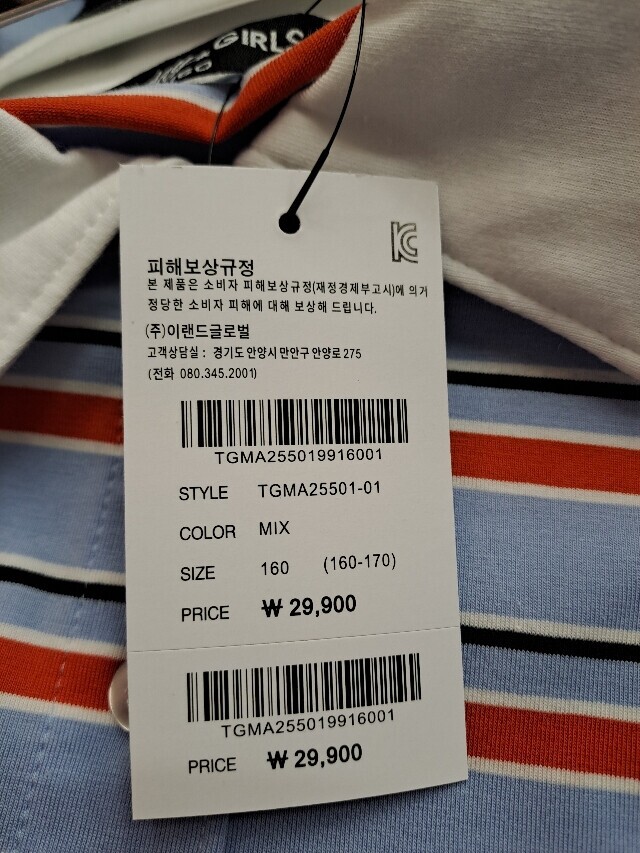 GIRLS
KC
피해보상규정
본 제품은 소비자 피해보상규정(재정경제부고시)에 의거
정당한 소비자 피해에 대해 보상해 드립니다.
(주)이랜드글로벌
고객상담실 : 경기도 안양시 만안구 안양로 275
(전화 080.345.2001)
TGMA255019916001
STYLE TGMA25501-01
COLOR MIX
SIZE 160 (160-170)
PRICE ₩ 29,900
TGMA255019916001
PRICE ₩ 29,900